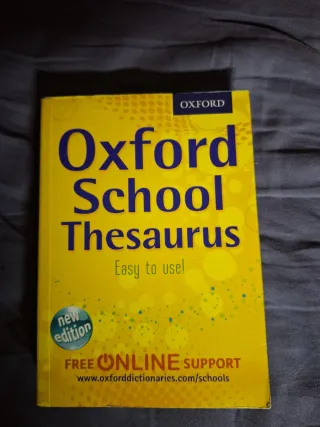 OXFORD
Oxford
School
Thesaurus
Easy to use!
new
edition
FREE ONLINE SUPPORT
www.oxforddictionaries.com/schools